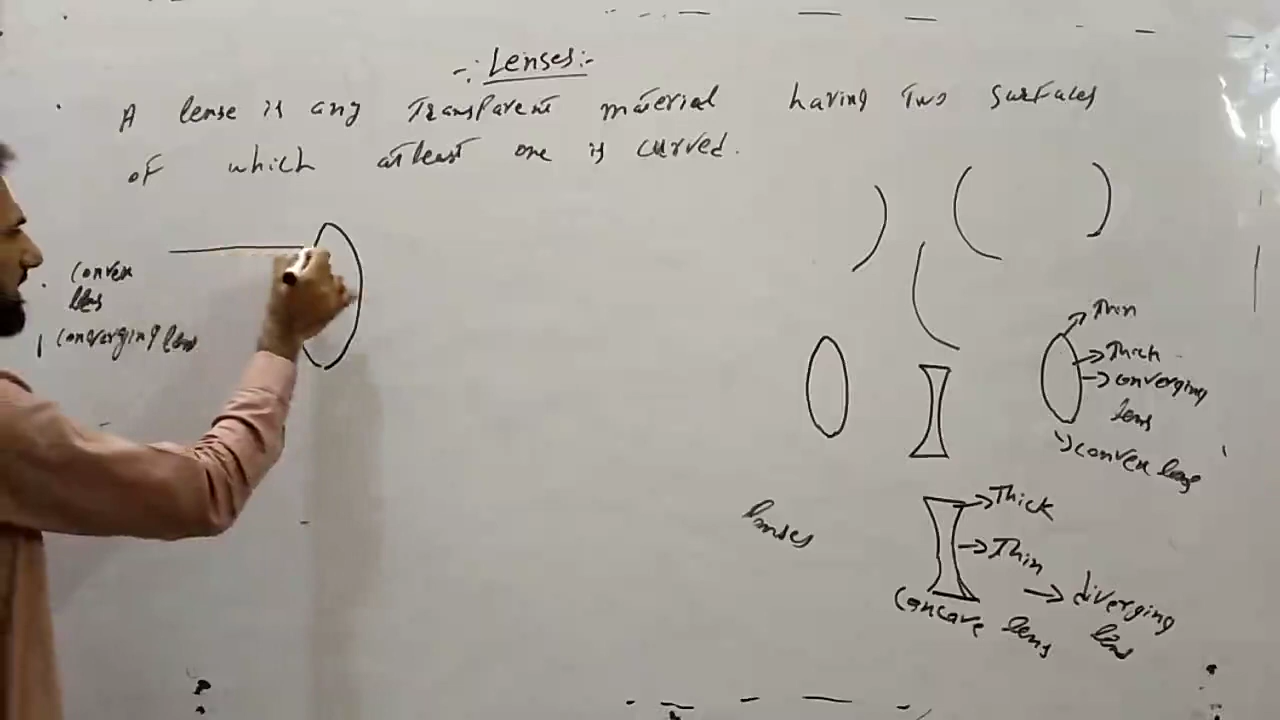 -: Lenses:-
A lense is any Transparent material having Two surfaces
of which atleast one is curved.
Convex
lens
Converging lens
Thin
Thick
converging
lens
convex lens
lenses
Thick
Thin
diverging
lens
Concave lens